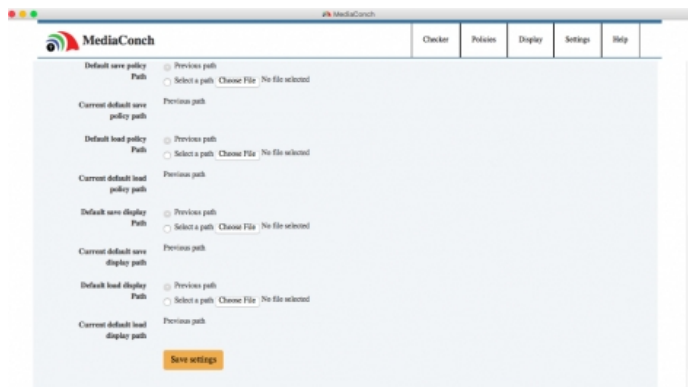 MediaConch
MediaConch
Checker Policies Display Settings Help
Default save policy Path
Previous path
Select a path Choose File No file selected
Current default save policy path
Previous path
Default load policy Path
Previous path
Select a path Choose File No file selected
Current default load policy path
Previous path
Default save display Path
Previous path
Select a path Choose File No file selected
Current default save display path
Previous path
Default load display Path
Previous path
Select a path Choose File No file selected
Current default load display path
Previous path
Save settings